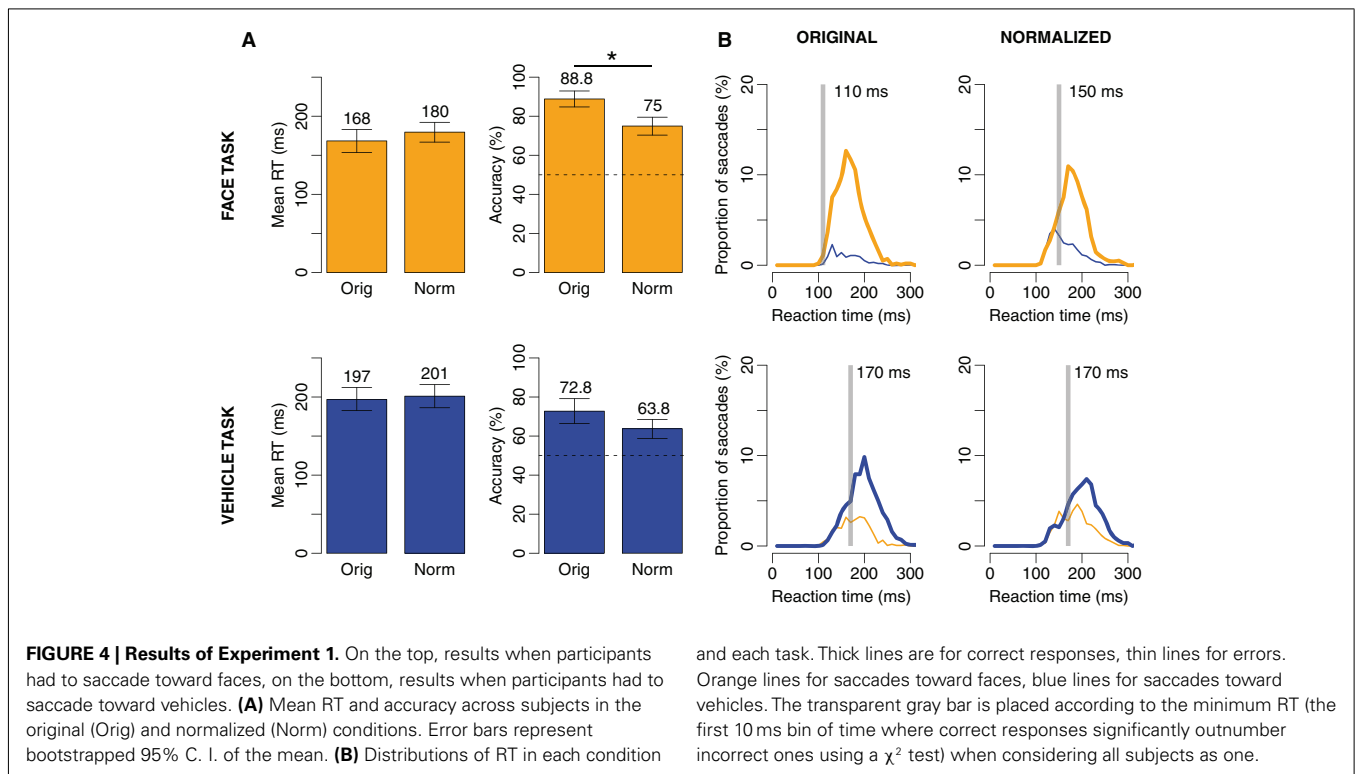 A
B
ORIGINAL
NORMALIZED
FACE TASK
Mean RT (ms)
0
100
200
168
180
Orig
Norm
Accuracy (%)
0
20
40
60
80
100
88.8
*
75
Orig
Norm
Proportion of saccades (%)
0
10
20
110 ms
0
100
200
300
Reaction time (ms)
0
10
20
150 ms
0
100
200
300
Reaction time (ms)
VEHICLE TASK
Mean RT (ms)
0
100
200
197
201
Orig
Norm
Accuracy (%)
0
20
40
60
80
100
72.8
63.8
Orig
Norm
Proportion of saccades (%)
0
10
20
170 ms
0
100
200
300
Reaction time (ms)
0
10
20
170 ms
0
100
200
300
Reaction time (ms)
FIGURE 4 | Results of Experiment 1. On the top, results when participants
had to saccade toward faces, on the bottom, results when participants had to
saccade toward vehicles. (A) Mean RT and accuracy across subjects in the
original (Orig) and normalized (Norm) conditions. Error bars represent
bootstrapped 95% C. I. of the mean. (B) Distributions of RT in each condition
and each task. Thick lines are for correct responses, thin lines for errors.
Orange lines for saccades toward faces, blue lines for saccades toward
vehicles. The transparent gray bar is placed according to the minimum RT (the
first 10 ms bin of time where correct responses significantly outnumber
incorrect ones using a χ² test) when considering all subjects as one.